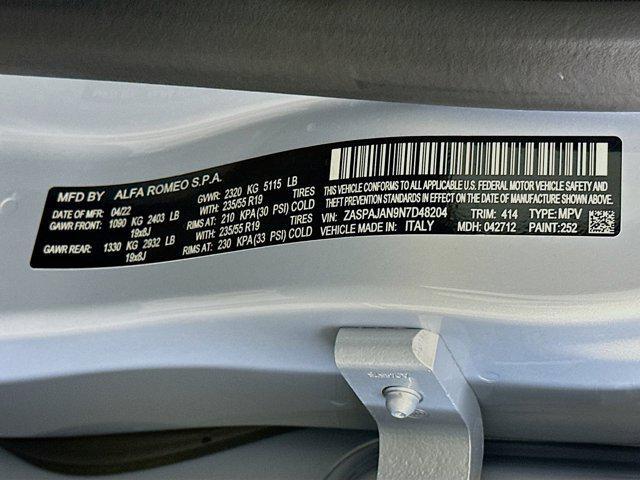 MFD BY ALFA ROMEO S.P.A.
DATE OF MFR: 04/22 GVWR: 2320 KG 5115 LB
GAWR FRONT: 1090 KG 2403 LB WITH: 235/55 R19 TIRES
19x8J RIMS AT: 210 KPA(30 PSI) COLD
GAWR REAR: 1330 KG 2932 LB WITH: 235/55 R19 TIRES
19x8J RIMS AT: 230 KPA (33 PSI) COLD
THIS VEHICLE CONFORMS TO ALL APPLICABLE U.S. FEDERAL MOTOR VEHICLE SAFETY AND
THEFT PREVENTION STANDARDS IN EFFECT ON THE DATE OF MANUFACTURE SHOWN ABOVE
VIN: ZASPAJAN9N7D48204 TRIM: 414 TYPE: MPV
VEHICLE MADE IN: ITALY MDH: 042712 PAINT:252